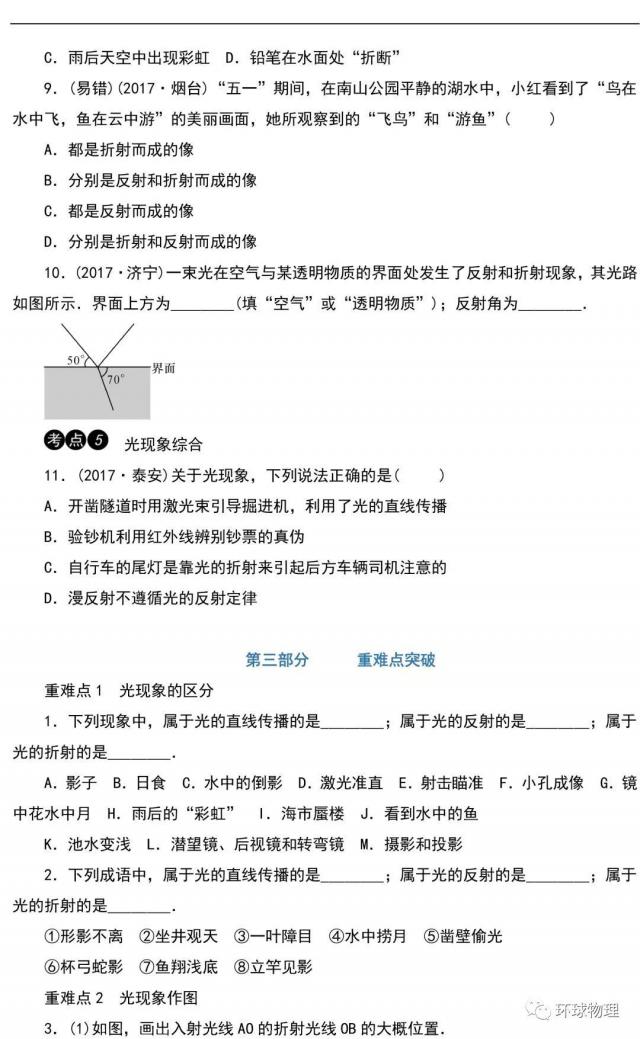 C．雨后天空中出现彩虹 D．铅笔在水面处“折断”
9．(易错)(2017·烟台)“五一”期间，在南山公园平静的湖水中，小红看到了“鸟在
水中飞，鱼在云中游”的美丽画面，她所观察到的“飞鸟”和“游鱼”( )
A．都是折射而成的像
B．分别是反射和折射而成的像
C．都是反射而成的像
D．分别是折射和反射而成的像
10．(2017·济宁)一束光在空气与某透明物质的界面处发生了反射和折射现象，其光路
如图所示．界面上方为________(填“空气”或“透明物质”)；反射角为________．
50° 界面
70°
考点5 光现象综合
11．(2017·泰安)关于光现象，下列说法正确的是( )
A．开凿隧道时用激光束引导掘进机，利用了光的直线传播
B．验钞机利用红外线辨别钞票的真伪
C．自行车的尾灯是靠光的折射来引起后方车辆司机注意的
D．漫反射不遵循光的反射定律
第三部分 重难点突破
重难点1 光现象的区分
1．下列现象中，属于光的直线传播的是________；属于光的反射的是________；属于
光的折射的是________．
A．影子 B．日食 C．水中的倒影 D．激光准直 E．射击瞄准 F．小孔成像 G．镜
中花水中月 H．雨后的“彩虹” I．海市蜃楼 J．看到水中的鱼
K．池水变浅 L．潜望镜、后视镜和转弯镜 M．摄影和投影
2．下列成语中，属于光的直线传播的是________；属于光的反射的是________；属于
光的折射的是________．
①形影不离 ②坐井观天 ③一叶障目 ④水中捞月 ⑤凿壁偷光
⑥杯弓蛇影 ⑦鱼翔浅底 ⑧立竿见影
重难点2 光现象作图
3．(1)如图，画出入射光线AO的折射光线OB的大概位置．
环球物理